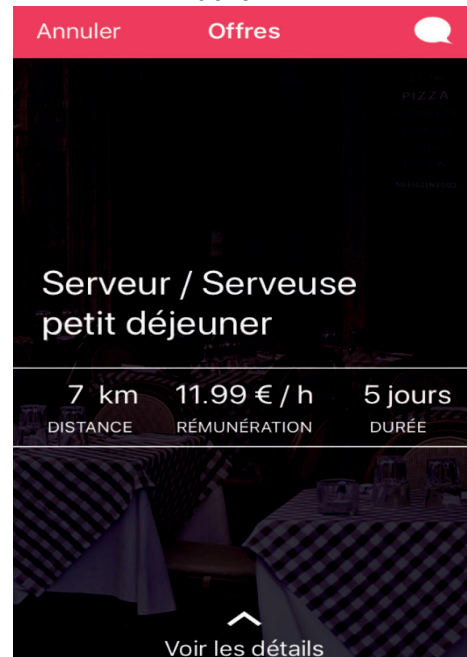 Annuler Offres
PIZZA
Serveur / Serveuse
petit déjeuner
7 km 11.99 € / h 5 jours
DISTANCE RÉMUNÉRATION DURÉE
Voir les détails